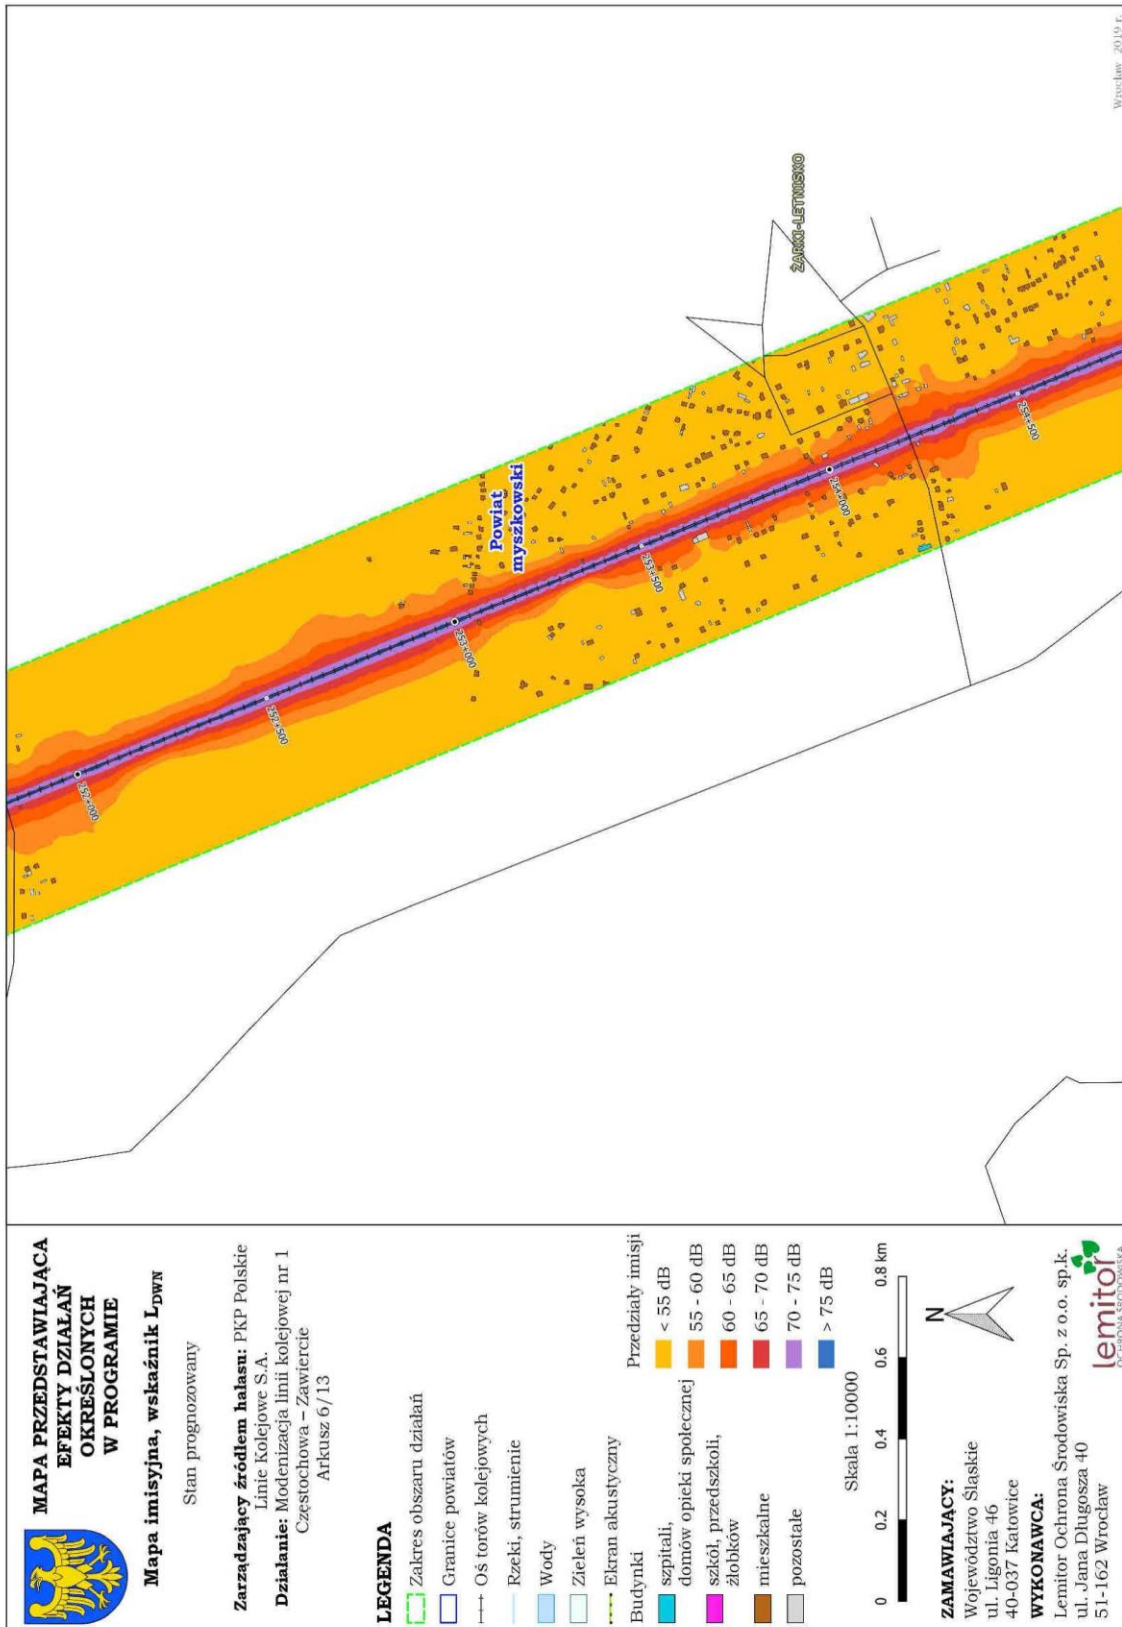 MAPA PRZEDSTAWIAJĄCA
EFEKTY DZIAŁAŃ
OKREŚLONYCH
W PROGRAMIE
Mapa imisyjna, wskaźnik LDWN
Stan prognozowany
Zarządzający źródłem hałasu: PKP Polskie
Linie Kolejowe S.A.
Działanie: Modenizacja linii kolejowej nr 1
Częstochowa – Zawiercie
Arkusz 6/13
LEGENDA
Zakres obszaru działań
Granice powiatów
Oś torów kolejowych
Rzeki, strumienie
Wody
Zieleń wysoka
Ekran akustyczny
Budynki
szpitali,
domów opieki społecznej
szkół, przedszkoli,
żłobków
mieszkalne
pozostałe
Przedziały imisji
< 55 dB
55 - 60 dB
60 - 65 dB
65 - 70 dB
70 - 75 dB
> 75 dB
Skala 1:10000
0 0.2 0.4 0.6 0.8 km
N
ZAMAWIAJĄCY:
Województwo Śląskie
ul. Ligonia 46
40-037 Katowice
WYKONAWCA:
Lemitor Ochrona Środowiska Sp. z o.o. sp.k.
ul. Jana Długosza 40
51-162 Wrocław
lemitor
OCHRONA ŚRODOWISKA
252+000
252+500
253+000
Powiat
myszkowski
253+500
254+000
254+500
ŻARKI-LETNISKO
Wrocław 2019 r.